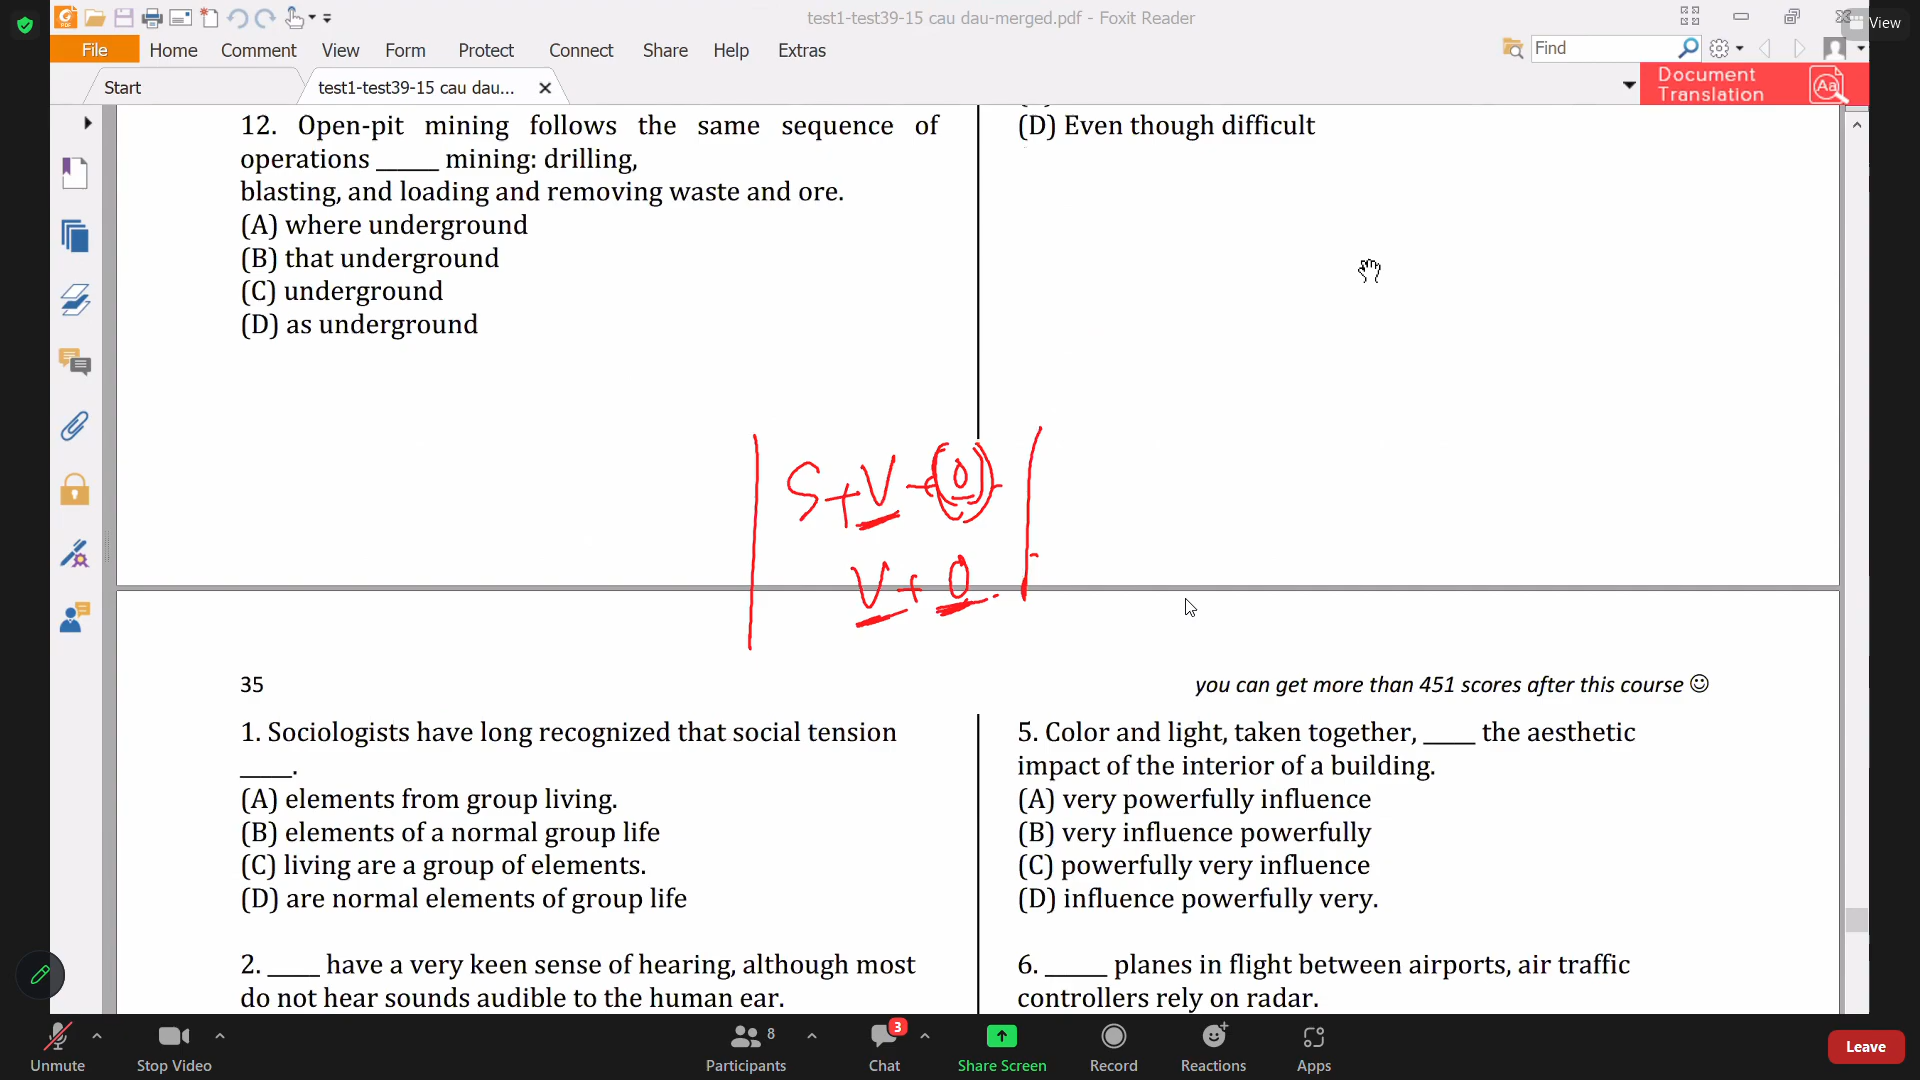 test1-test39-15 cau dau-merged.pdf - Foxit Reader
View
File Home Comment View Form Protect Connect Share Help Extras
Find
Start
test1-test39-15 cau dau...
Document Translation
12. Open-pit mining follows the same sequence of
operations ______ mining: drilling,
blasting, and loading and removing waste and ore.
(A) where underground
(B) that underground
(C) underground
(D) as underground
(D) Even though difficult
S+V+O
V+O
35
you can get more than 451 scores after this course ☺
1. Sociologists have long recognized that social tension
_____.
(A) elements from group living.
(B) elements of a normal group life
(C) living are a group of elements.
(D) are normal elements of group life
2. _____ have a very keen sense of hearing, although most
do not hear sounds audible to the human ear.
5. Color and light, taken together, _____ the aesthetic
impact of the interior of a building.
(A) very powerfully influence
(B) very influence powerfully
(C) powerfully very influence
(D) influence powerfully very.
6. ______ planes in flight between airports, air traffic
controllers rely on radar.
Unmute
Stop Video
Participants 8
Chat 3
Share Screen
Record
Reactions
Apps
Leave